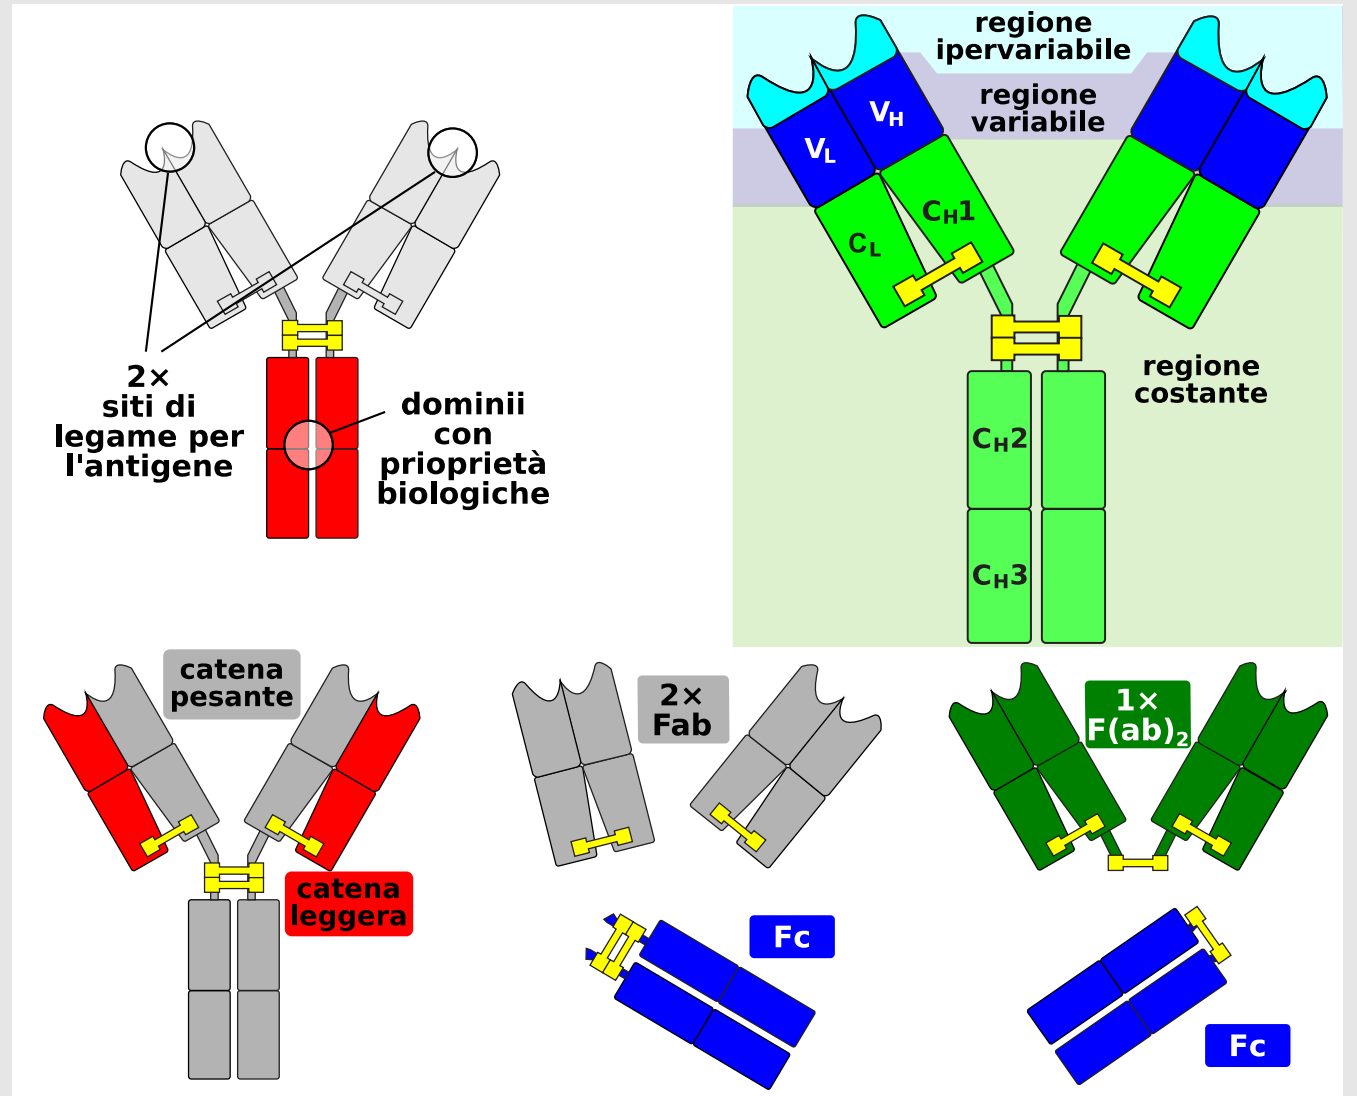 regione
ipervariabile
regione
variabile
VH
VL
CH1
CL
regione
costante
CH2
CH3
2×
siti di
legame per
l'antigene
dominii
con
prioprietà
biologiche
catena
pesante
catena
leggera
2×
Fab
1×
F(ab)2
Fc
Fc